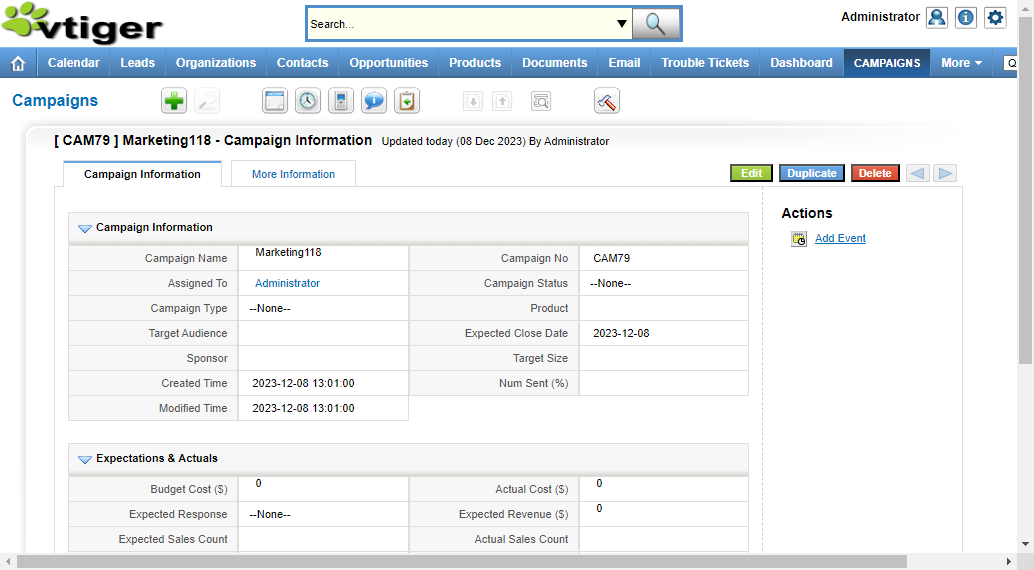 vtiger
Search...
Administrator
Calendar Leads Organizations Contacts Opportunities Products Documents Email Trouble Tickets Dashboard CAMPAIGNS More
Campaigns
[ CAM79 ] Marketing118 - Campaign Information Updated today (08 Dec 2023) By Administrator
Campaign Information More Information Edit Duplicate Delete
Actions
Add Event
Campaign Information
Campaign Name Marketing118 Campaign No CAM79
Assigned To Administrator Campaign Status --None--
Campaign Type --None-- Product
Target Audience Expected Close Date 2023-12-08
Sponsor Target Size
Created Time 2023-12-08 13:01:00 Num Sent (%)
Modified Time 2023-12-08 13:01:00
Expectations & Actuals
Budget Cost ($) 0 Actual Cost ($) 0
Expected Response --None-- Expected Revenue ($) 0
Expected Sales Count Actual Sales Count